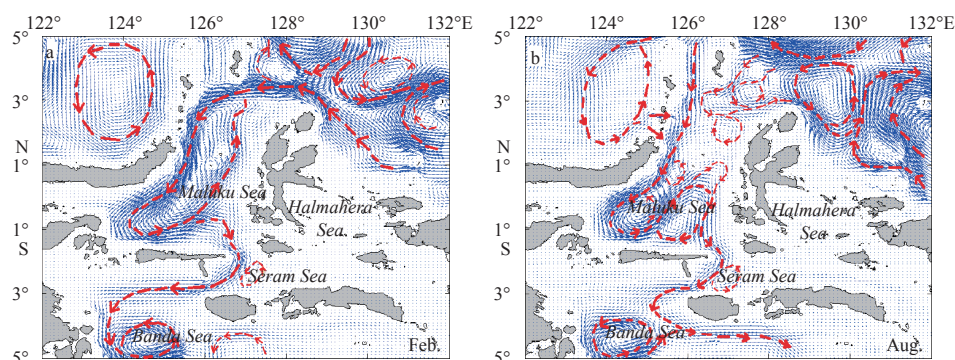 122° 124° 126° 128° 130° 132°E
122° 124° 126° 128° 130° 132°E
5°
a
3°
N
1°
Maluku Sea
Halmahera
Sea.
1°
S
Seram Sea
3°
Banda Sea
5°
Feb.
5°
b
3°
N
1°
Maluku Sea
Halmahera
Sea
1°
S
Seram Sea
3°
Banda Sea
5°
Aug.